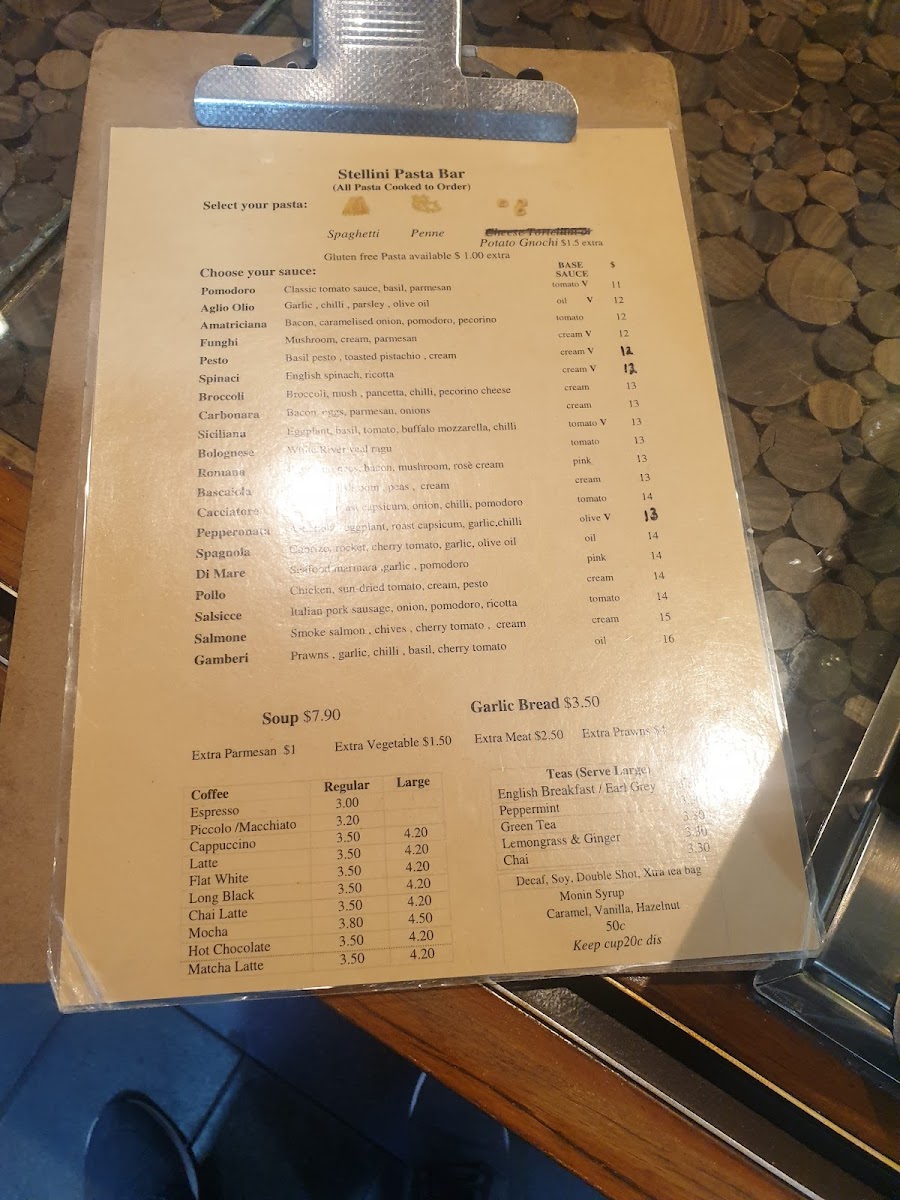 Stellini Pasta Bar
(All Pasta Cooked to Order)
Select your pasta:
Spaghetti Penne Cheese Tortellini Or
Potato Gnochi $1.5 extra
Gluten free Pasta available $ 1.00 extra
Choose your sauce: BASE SAUCE $
Pomodoro Classic tomato sauce, basil, parmesan tomato V 11
Aglio Olio Garlic , chilli , parsley , olive oil oil V 12
Amatriciana Bacon, caramelised onion, pomodoro, pecorino tomato 12
Funghi Mushroom, cream, parmesan cream V 12
Pesto Basil pesto , toasted pistachio , cream cream V 12
Spinaci English spinach, ricotta cream V 12
Broccoli Broccoli, mush , pancetta, chilli, pecorino cheese cream 13
Carbonara Bacon, eggs, parmesan, onions cream 13
Siciliana Eggplant, basil, tomato, buffalo mozzarella, chilli tomato V 13
Bolognese White River veal ragu tomato 13
Romana bacon, mushroom, rosè cream pink 13
Bascaiola peas , cream cream 13
Cacciatore capsicum, onion, chilli, pomodoro tomato 14
Pepperonata eggplant, roast capsicum, garlic,chilli olive V 13
Spagnola Chorizo, rocket, cherry tomato, garlic, olive oil oil 14
Di Mare Seafood marinara ,garlic , pomodoro pink 14
Pollo Chicken, sun-dried tomato, cream, pesto cream 14
Salsicce Italian pork sausage, onion, pomodoro, ricotta tomato 14
Salmone Smoke salmon , chives , cherry tomato , cream cream 15
Gamberi Prawns , garlic, chilli , basil, cherry tomato oil 16
Soup $7.90 Garlic Bread $3.50
Extra Parmesan $1 Extra Vegetable $1.50 Extra Meat $2.50 Extra Prawns $4
Coffee Regular Large
Espresso 3.00
Piccolo /Macchiato 3.20
Cappuccino 3.50 4.20
Latte 3.50 4.20
Flat White 3.50 4.20
Long Black 3.50 4.20
Chai Latte 3.50 4.20
Mocha 3.80 4.50
Hot Chocolate 3.50 4.20
Matcha Latte 3.50 4.20
Teas (Serve Large)
English Breakfast / Earl Grey
Peppermint
Green Tea 3.30
Lemongrass & Ginger 3.30
Chai 3.30
Decaf, Soy, Double Shot, Xtra tea bag
Monin Syrup
Caramel, Vanilla, Hazelnut
50c
Keep cup20c dis